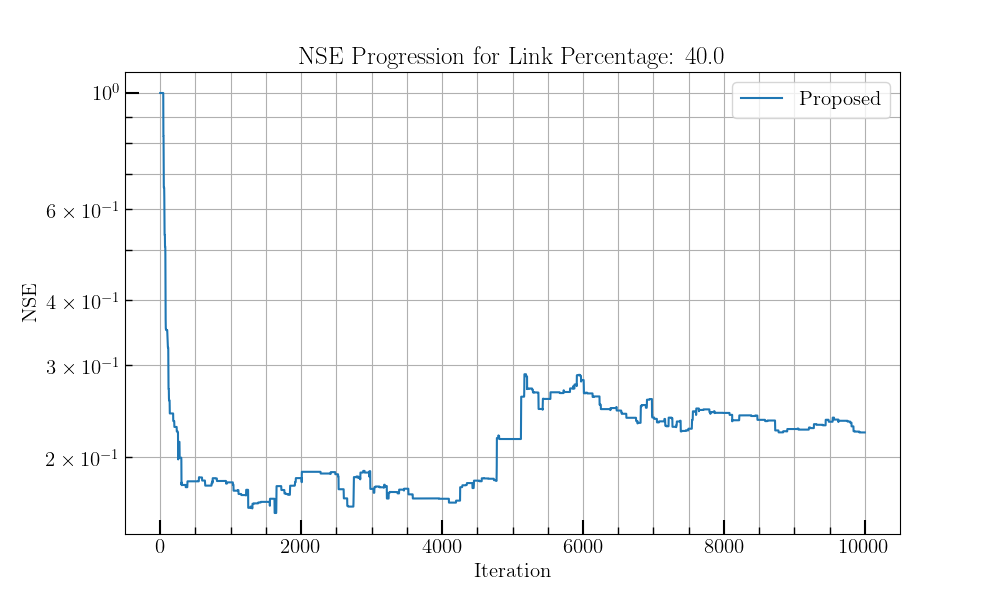 NSE Progression for Link Percentage: 40.0
Proposed
10⁰
6 × 10⁻¹
4 × 10⁻¹
3 × 10⁻¹
2 × 10⁻¹
NSE
0 2000 4000 6000 8000 10000
Iteration